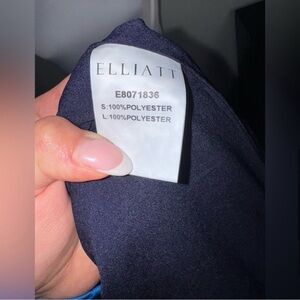 ELLIATT
E8071836
S:100%POLYESTER
L:100%POLYESTER